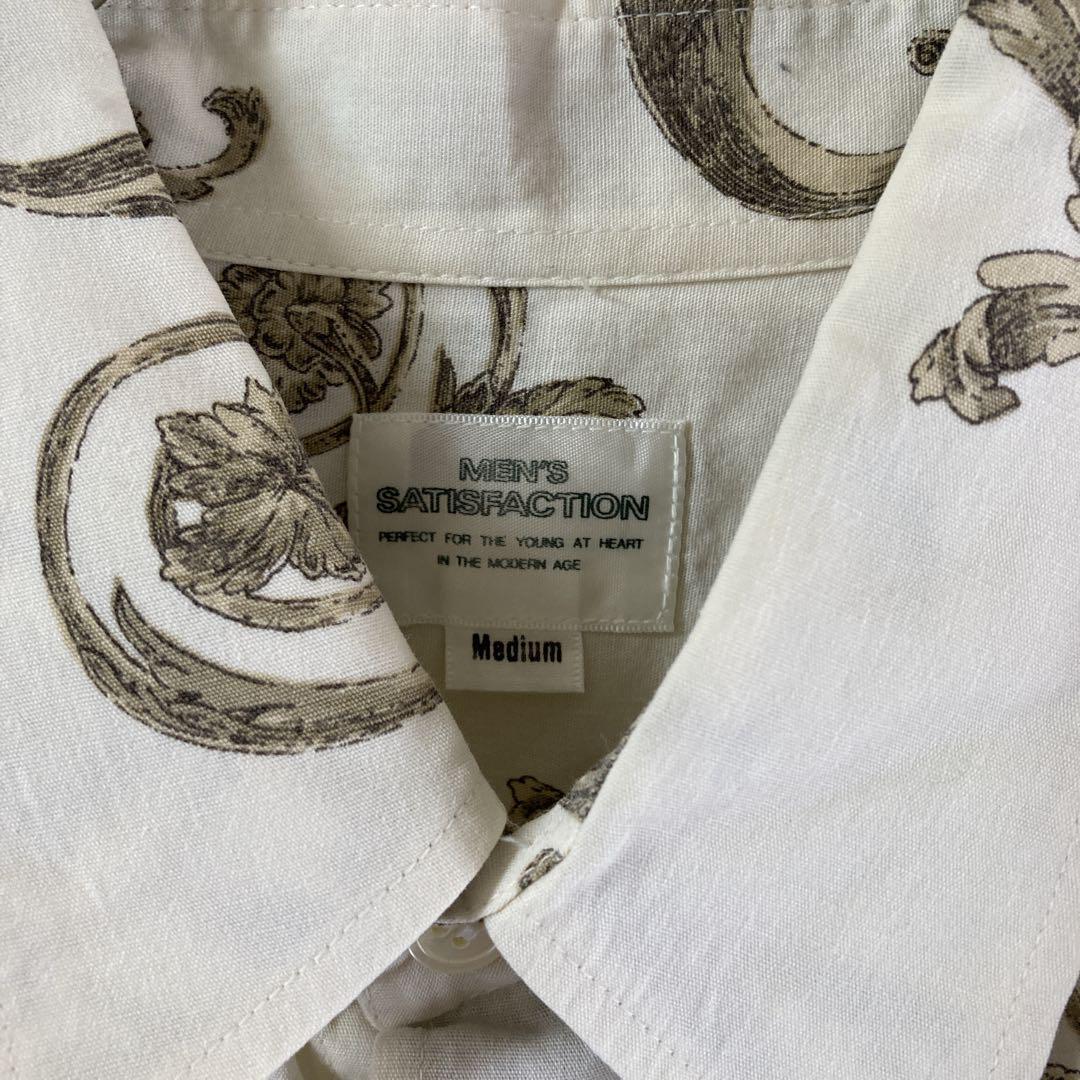 MEN'S
SATISFACTION
PERFECT FOR THE YOUNG AT HEART
IN THE MODERN AGE
Medium